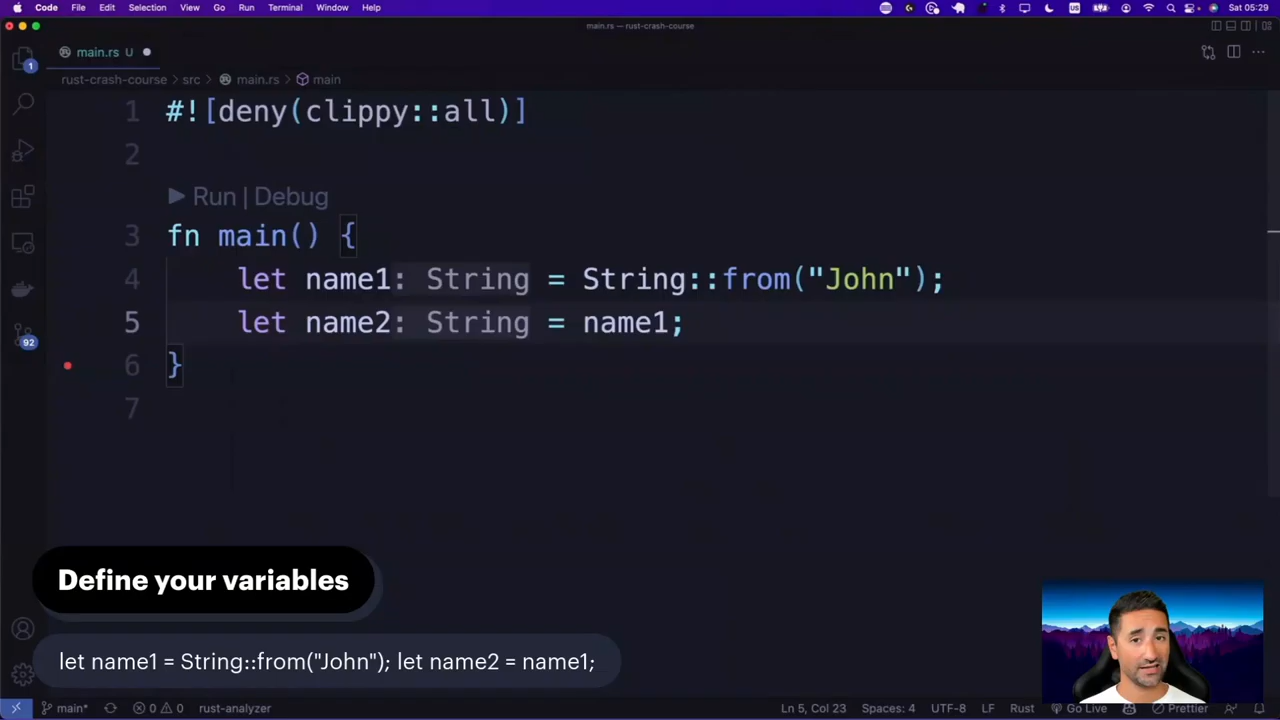 Code File Edit Selection View Go Run Terminal Window Help
US
Sat 05:29
main.rs — rust-crash-course
main.rs U
rust-crash-course > src > main.rs > main
1
1 #![deny(clippy::all)]
2
Run | Debug
3 fn main() {
4 let name1: String = String::from("John");
5 let name2: String = name1;
92
6 }
7
Define your variables
let name1 = String::from("John"); let name2 = name1;
main* 0 0 rust-analyzer Ln 5, Col 23 Spaces: 4 UTF-8 LF Rust Go Live Prettier